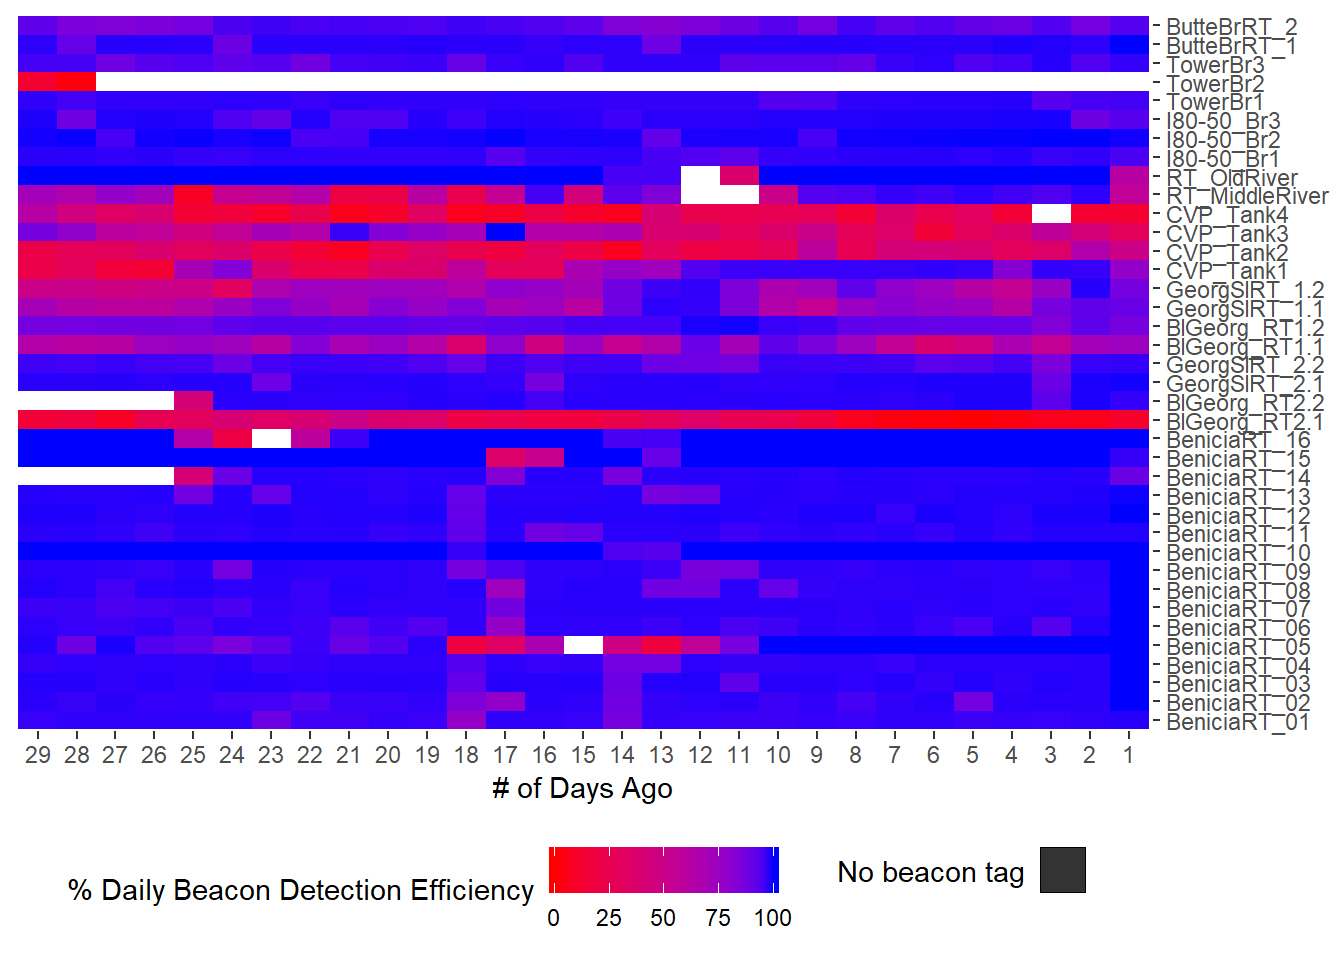 ButteBrRT_2
ButteBrRT_1
TowerBr3
TowerBr2
TowerBr1
I80-50_Br3
I80-50_Br2
I80-50_Br1
RT_OldRiver
RT_MiddleRiver
CVP_Tank4
CVP_Tank3
CVP_Tank2
CVP_Tank1
GeorgSlRT_1.2
GeorgSlRT_1.1
BlGeorg_RT1.2
BlGeorg_RT1.1
GeorgSlRT_2.2
GeorgSlRT_2.1
BlGeorg_RT2.2
BlGeorg_RT2.1
BeniciaRT_16
BeniciaRT_15
BeniciaRT_14
BeniciaRT_13
BeniciaRT_12
BeniciaRT_11
BeniciaRT_10
BeniciaRT_09
BeniciaRT_08
BeniciaRT_07
BeniciaRT_06
BeniciaRT_05
BeniciaRT_04
BeniciaRT_03
BeniciaRT_02
BeniciaRT_01
29 28 27 26 25 24 23 22 21 20 19 18 17 16 15 14 13 12 11 10 9 8 7 6 5 4 3 2 1
# of Days Ago
% Daily Beacon Detection Efficiency
0 25 50 75 100
No beacon tag